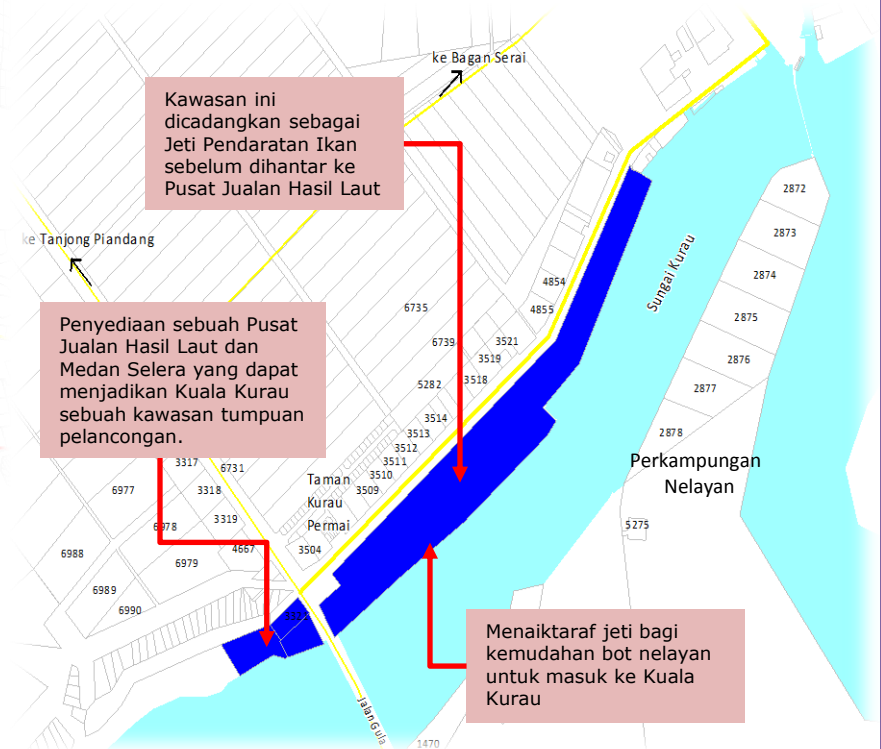 ke Bagan Serai
Kawasan ini
dicadangkan sebagai
Jeti Pendaratan Ikan
sebelum dihantar ke
Pusat Jualan Hasil Laut
2872
2873
2874
2875
2876
2877
2878
ke Tanjong Piandang
Sungai Kurau
4854
4855
6735
6739
3521
3519
3518
5282
3514
3513
3512
3511
3510
3509
Penyediaan sebuah Pusat
Jualan Hasil Laut dan
Medan Selera yang dapat
menjadikan Kuala Kurau
sebuah kawasan tumpuan
pelancongan.
Perkampungan
Nelayan
5275
3317
6731
6977
3318
3319
6978
4667
6988
6979
6989
6990
Taman
Kurau
Permai
3504
Menaiktaraf jeti bagi
kemudahan bot nelayan
untuk masuk ke Kuala
Kurau
Jalan Gula
1470